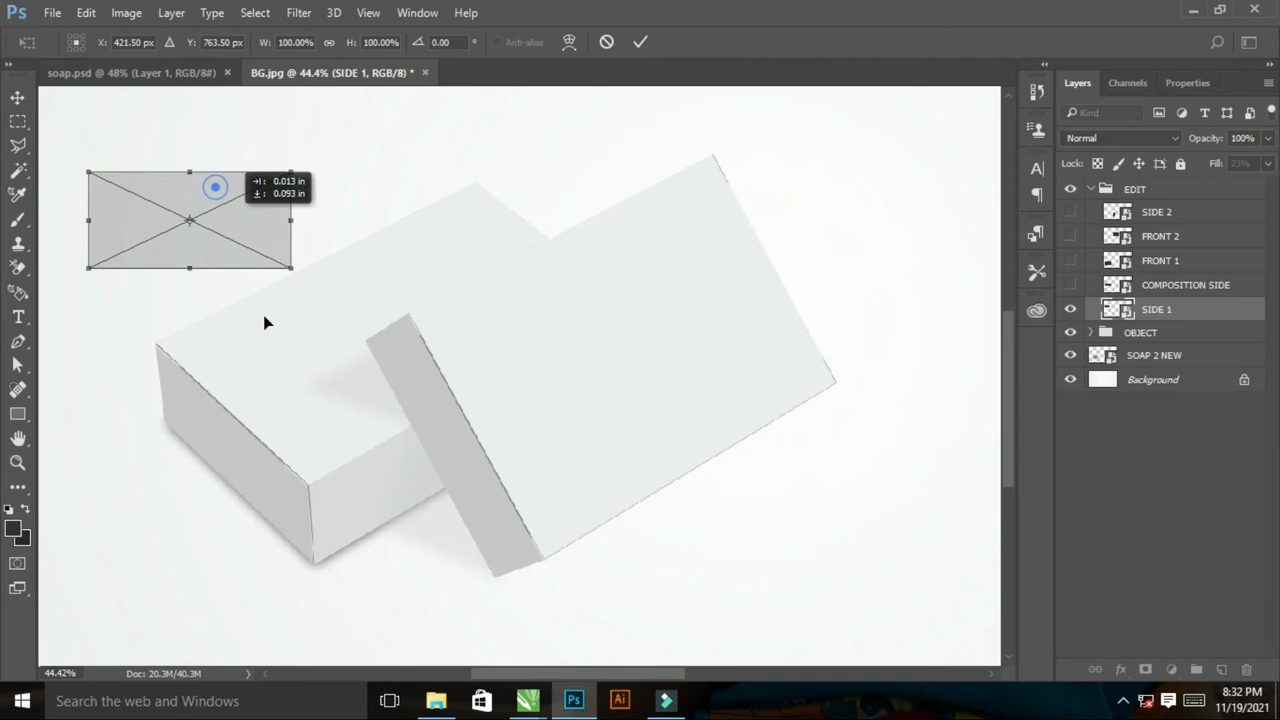 Ps File Edit Image Layer Type Select Filter 3D View Window Help
X: 421.50 px Y: 763.50 px W: 100.00% H: 100.00% 0.00 ° Anti-alias
soap.psd @ 48% (Layer 1, RGB/8#) × BG.jpg @ 44.4% (SIDE 1, RGB/8) * ×
Layers Channels Properties
Kind
Normal Opacity: 100%
Lock: Fill: 23%
EDIT
SIDE 2
FRONT 2
FRONT 1
COMPOSITION SIDE
SIDE 1
OBJECT
SOAP 2 NEW
Background
0.013 in
0.093 in
44.42% Doc: 20.3M/40.3M
Search the web and Windows
Ps Ai
8:32 PM
11/19/2021